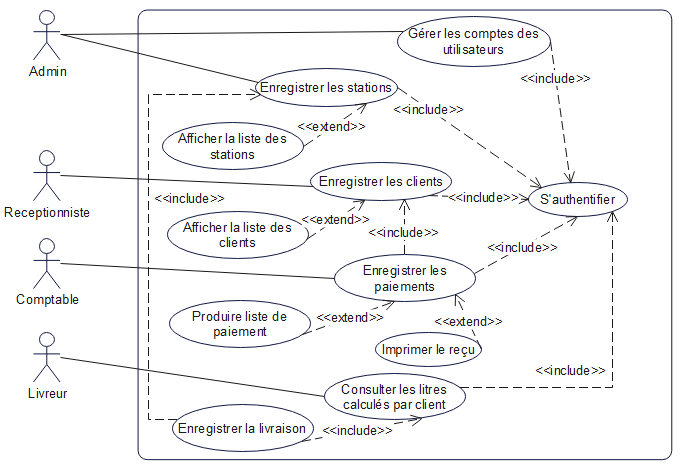 Gérer les comptes des
utilisateurs
Admin
<<include>>
Enregistrer les stations
<<include>>
<<extend>>
Afficher la liste des
stations
Enregistrer les clients
<<include>>
<<include>>
S'authentifier
Receptionniste
<<extend>>
Afficher la liste des
clients
<<include>>
<<include>>
Enregistrer les
paiements
Comptable
Produire liste de
paiement
<<extend>>
<<extend>>
Imprimer le reçu
<<include>>
Livreur
Consulter les litres
calculés par client
Enregistrer la livraison
<<include>>